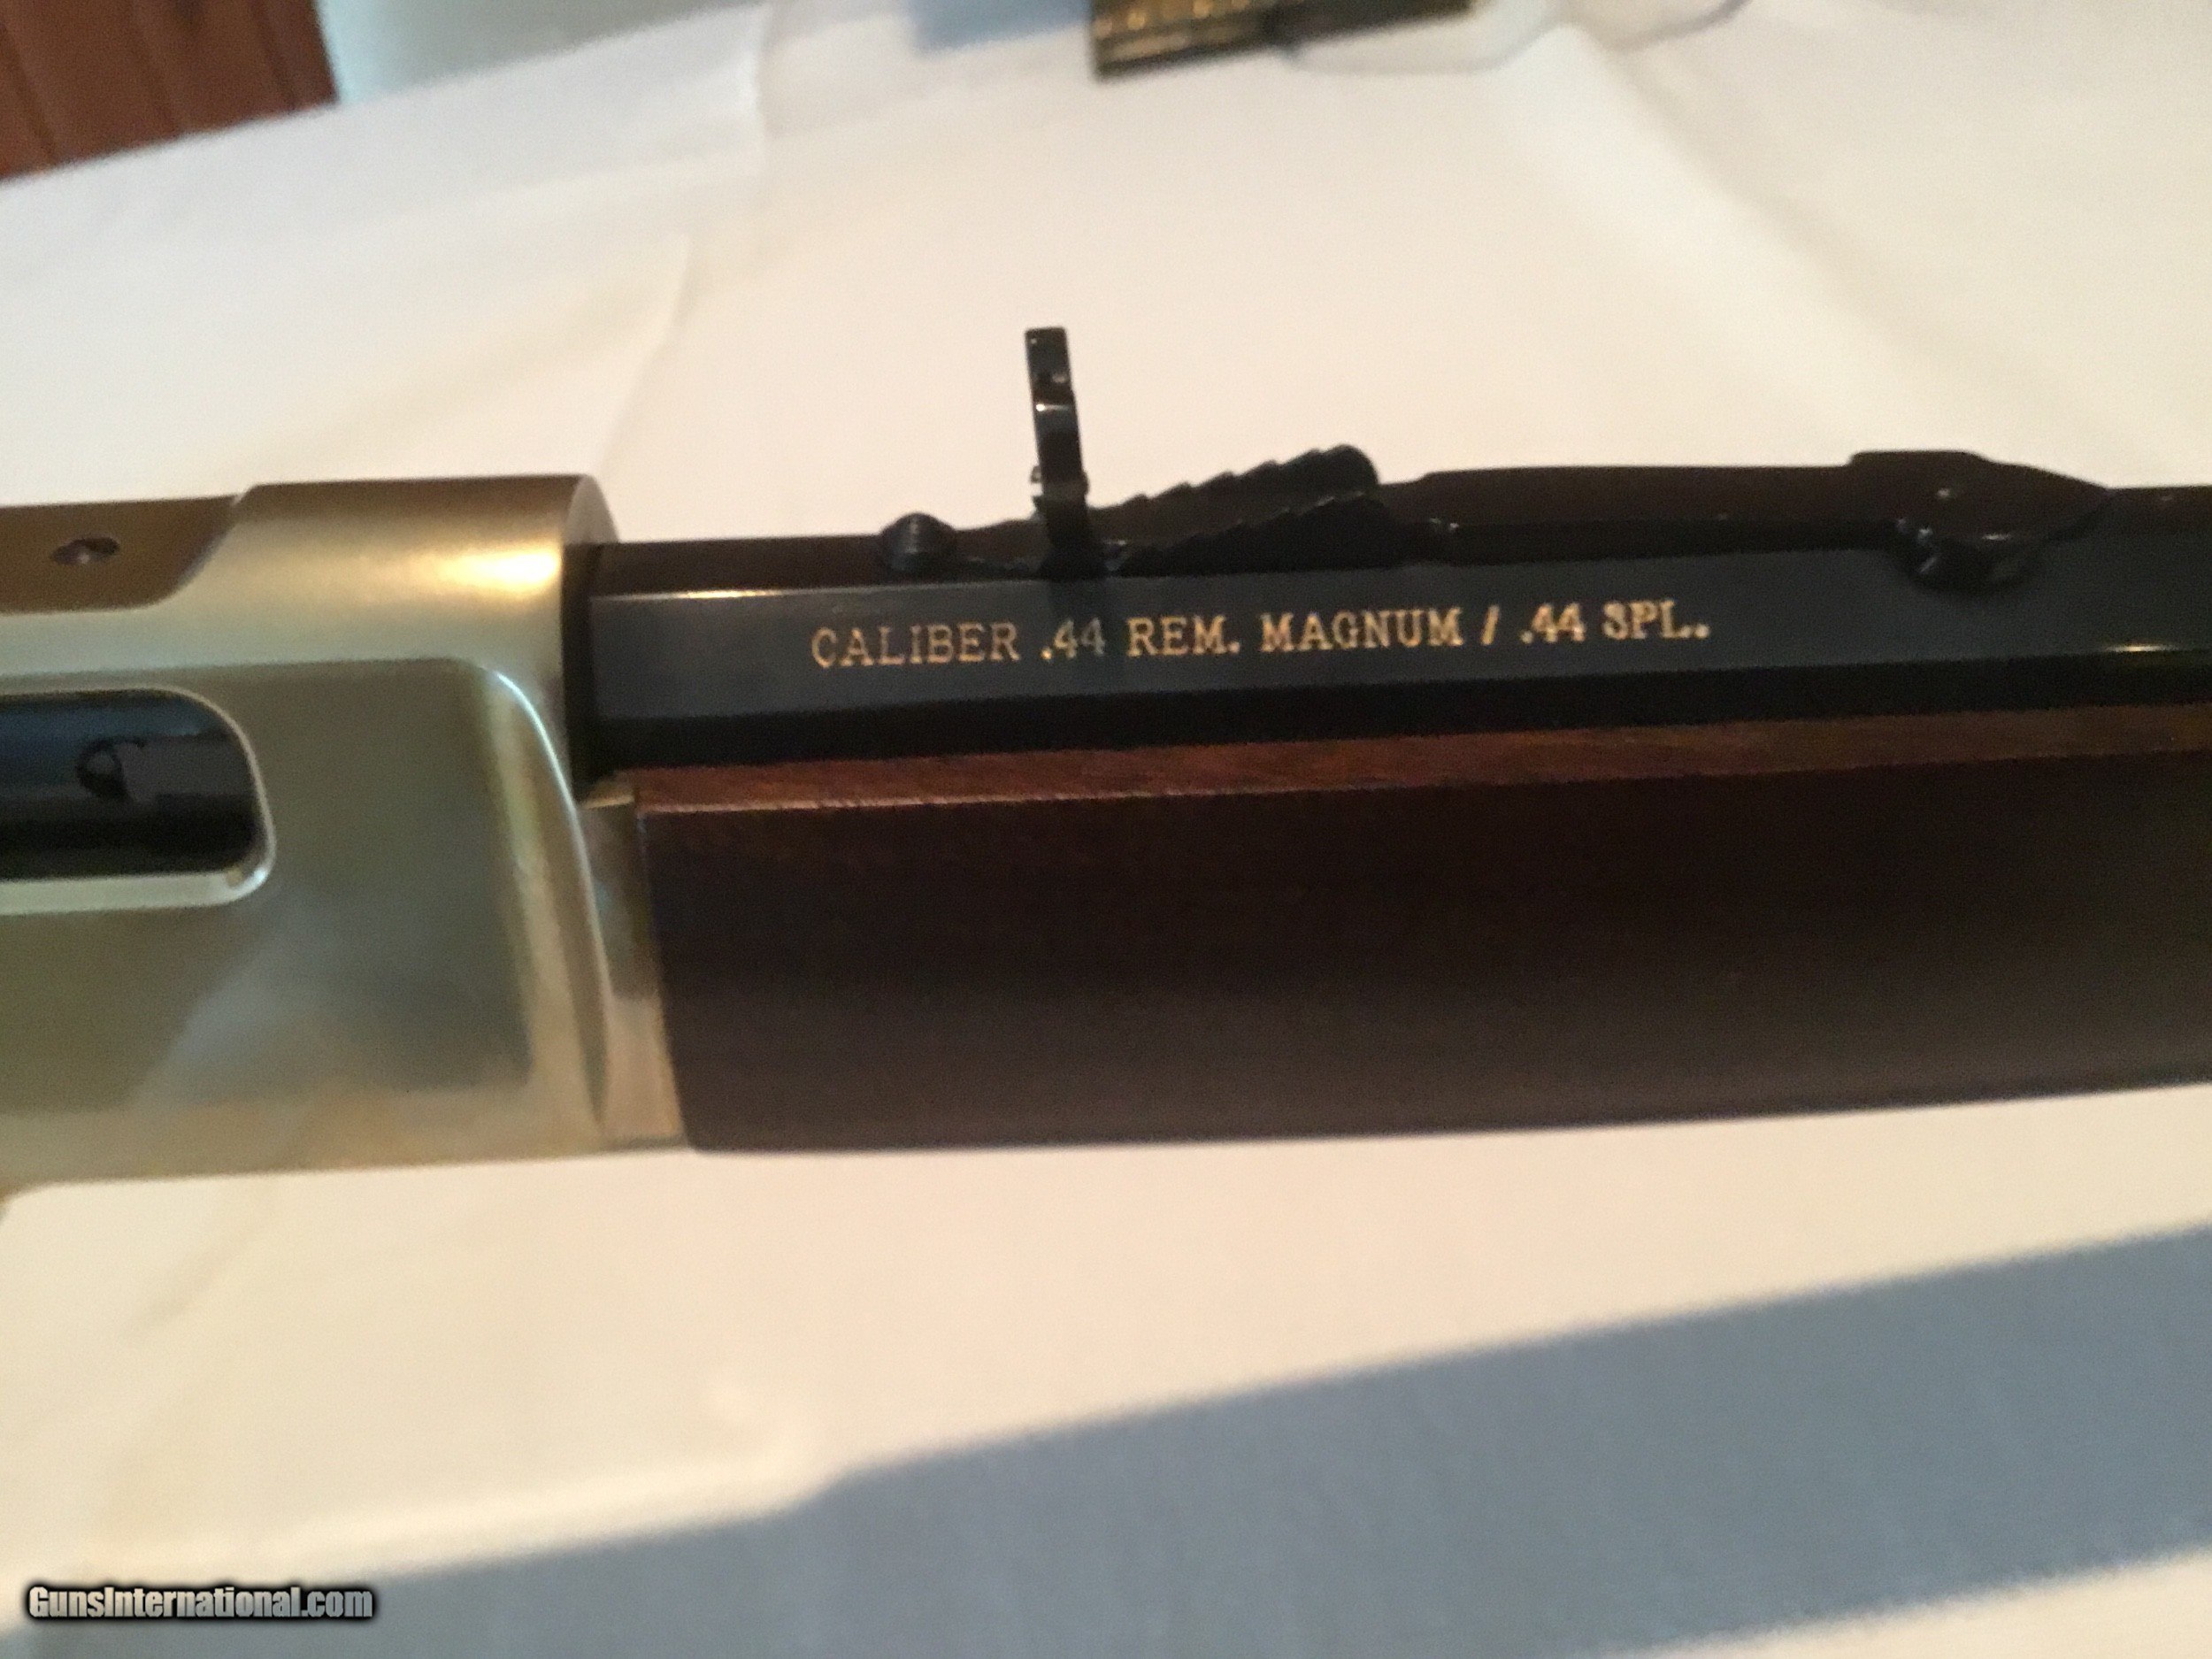 CALIBER .44 REM. MAGNUM / .44 SPL..
GunsInternational.com